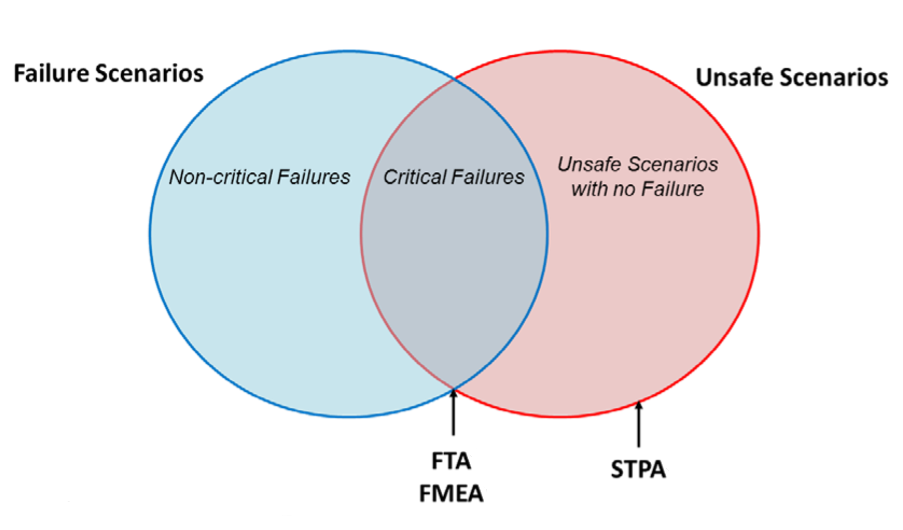 Failure Scenarios
Unsafe Scenarios
Non-critical Failures
Critical Failures
Unsafe Scenarios
with no Failure
FTA
FMEA
STPA